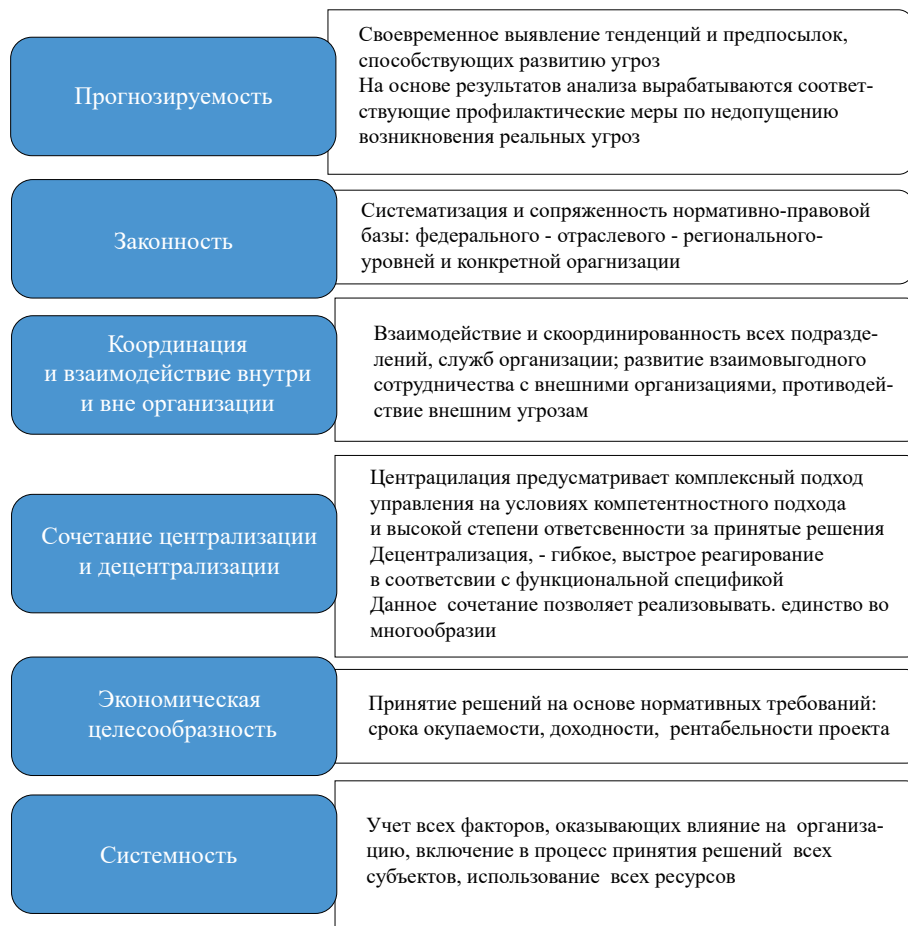 Прогнозируемость
Своевременное выявление тенденций и предпосылок,
способствующих развитию угроз
На основе результатов анализа вырабатываются соответ-
ствующие профилактические меры по недопущению
возникновения реальных угроз
Законность
Систематизация и сопряженность нормативно-правовой
базы: федерального - отраслевого - регионального-
уровней и конкретной орагнизации
Координация
и взаимодействие внутри
и вне организации
Взаимодействие и скоординированность всех подразде-
лений, служб организации; развитие взаимовыгодного
сотрудничества с внешними организациями, противодей-
ствие внешним угрозам
Сочетание централизации
и децентрализации
Центрацилация предусматривает комплексный подход
управления на условиях компетентностного подхода
и высокой степени ответсвенности за принятые решения
Децентрализация, - гибкое, выстрое реагирование
в соответсвии с функциональной спецификой
Данное  сочетание позволяет реализовывать. единство во
многообразии
Экономическая
целесообразность
Принятие решений на основе нормативных требований:
срока окупаемости, доходности,  рентабельности проекта
Системность
Учет всех факторов, оказывающих влияние на  организа-
цию, включение в процесс принятия решений  всех
субъектов, использование  всех ресурсов